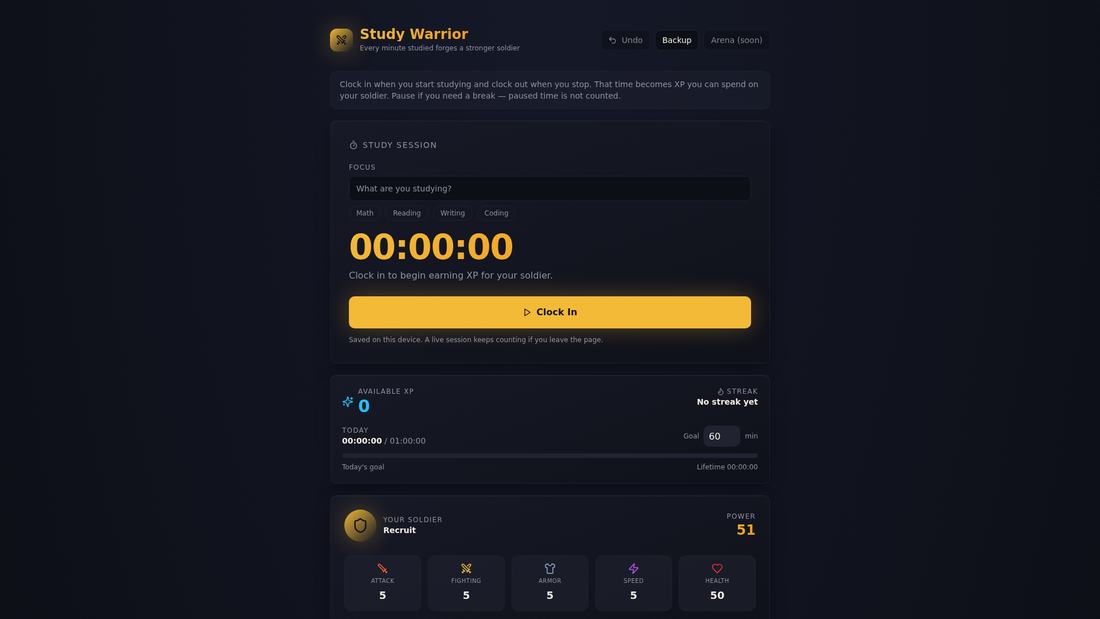 Study Warrior
Every minute studied forges a stronger soldier
Undo
Backup
Arena (soon)
Clock in when you start studying and clock out when you stop. That time becomes XP you can spend on
your soldier. Pause if you need a break — paused time is not counted.
STUDY SESSION
FOCUS
What are you studying?
Math
Reading
Writing
Coding
00:00:00
Clock in to begin earning XP for your soldier.
Clock In
Saved on this device. A live session keeps counting if you leave the page.
AVAILABLE XP
0
STREAK
No streak yet
TODAY
00:00:00 / 01:00:00
Goal 60 min
Today's goal
Lifetime 00:00:00
YOUR SOLDIER
Recruit
POWER
51
ATTACK
5
FIGHTING
5
ARMOR
5
SPEED
5
HEALTH
50